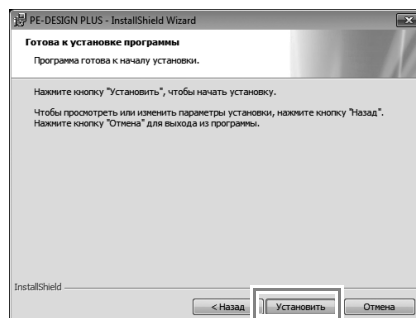 PE-DESIGN PLUS - InstallShield Wizard
Готова к установке программы
Программа готова к началу установки.
Нажмите кнопку "Установить", чтобы начать установку.
Чтобы просмотреть или изменить параметры установки, нажмите кнопку "Назад".
Нажмите кнопку "Отмена" для выхода из программы.
InstallShield
< Назад Установить Отмена